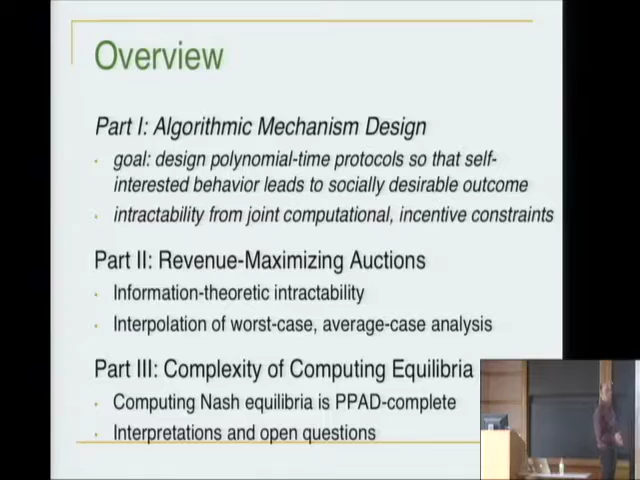 Overview
Part I: Algorithmic Mechanism Design
goal: design polynomial-time protocols so that self-
interested behavior leads to socially desirable outcome
intractability from joint computational, incentive constraints
Part II: Revenue-Maximizing Auctions
Information-theoretic intractability
Interpolation of worst-case, average-case analysis
Part III: Complexity of Computing Equilibria
Computing Nash equilibria is PPAD-complete
Interpretations and open questions